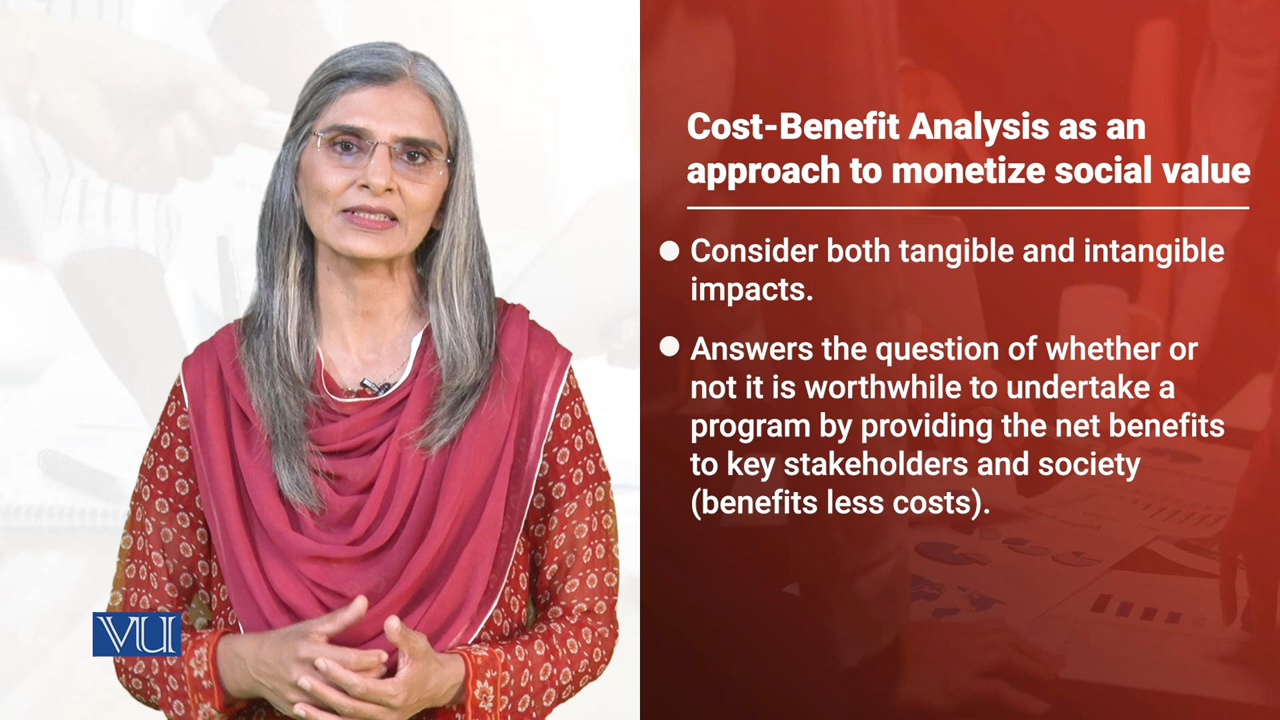 Cost-Benefit Analysis as an
approach to monetize social value
Consider both tangible and intangible
impacts.
Answers the question of whether or
not it is worthwhile to undertake a
program by providing the net benefits
to key stakeholders and society
(benefits less costs).
VU